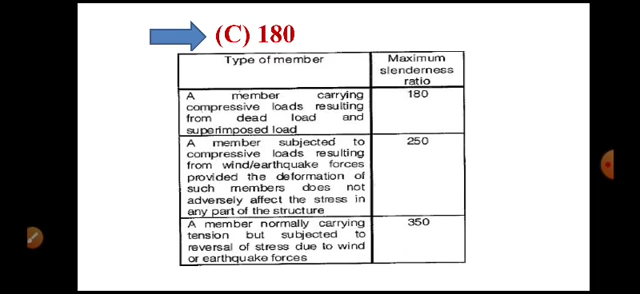 (C) 180
Type of member
Maximum
slenderness
ratio
A member carrying
compressive loads resulting
from dead load and
superimposed load
180
A member subjected to
compressive loads resulting
from wind/earthquake forces
provided the deformation of
such members does not
adversely affect the stress in
any part of the structure
250
A member normally carrying
tension but subjected to
reversal of stress due to wind
or earthquake forces
350